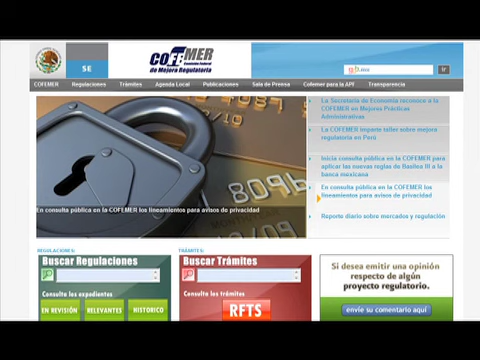 COFEMER
Comisión Federal
de Mejora Regulatoria
SE
gob.mx
Ir
COFEMER Regulaciones Trámites Agenda Local Publicaciones Sala de Prensa Cofemer para la APF Transparencia
La Secretaría de Economía reconoce a la
COFEMER en Mejores Prácticas
Administrativas
La COFEMER imparte taller sobre mejora
regulatoria en Perú
Inicia consulta pública en la COFEMER para
aplicar las nuevas reglas de Basilea III a la
banca mexicana
En consulta pública en la COFEMER los
lineamientos para avisos de privacidad
Reporte diario sobre mercados y regulación
En consulta pública en la COFEMER los lineamientos para avisos de privacidad
REGULACIONES:
Buscar Regulaciones
Consulta los expedientes
EN REVISIÓN RELEVANTES HISTORICO
TRÁMITES:
Buscar Trámites
Consulta los trámites
RFTS
Si desea emitir una opinión
respecto de algún
proyecto regulatorio.
envíe su comentario aquí